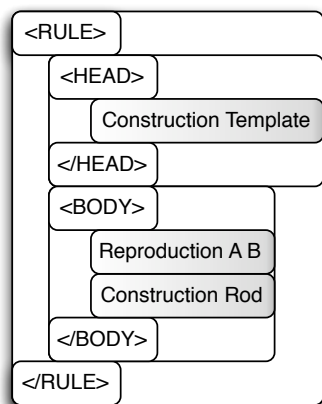 <RULE>
<HEAD>
Construction Template
</HEAD>
<BODY>
Reproduction A B
Construction Rod
</BODY>
</RULE>